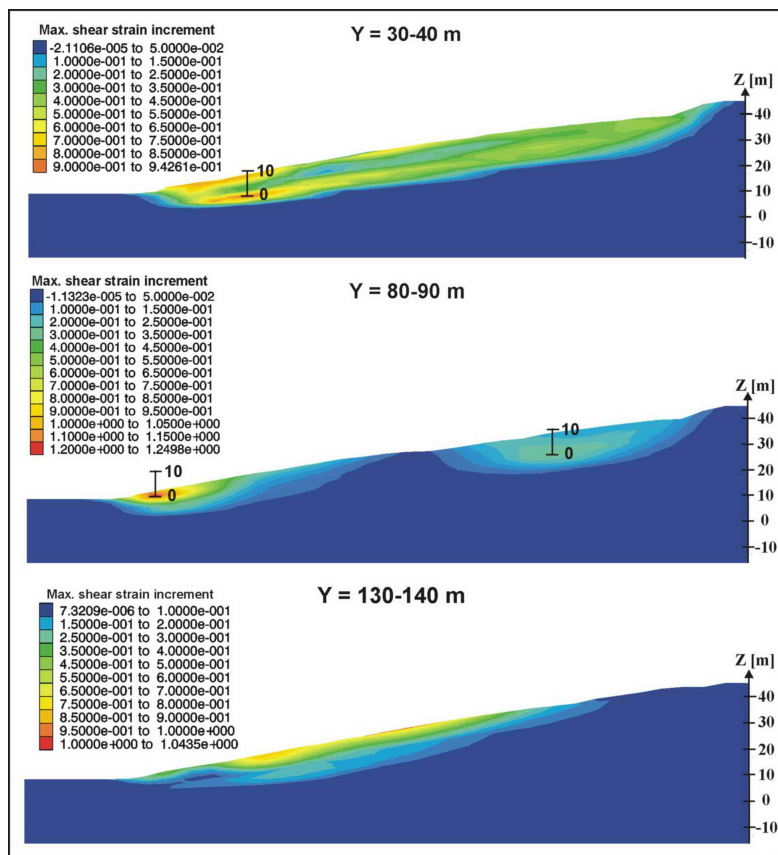 Max. shear strain increment
-2.1106e-005 to 5.0000e-002
1.0000e-001 to 1.5000e-001
2.0000e-001 to 2.5000e-001
3.0000e-001 to 3.5000e-001
4.0000e-001 to 4.5000e-001
5.0000e-001 to 5.5000e-001
6.0000e-001 to 6.5000e-001
7.0000e-001 to 7.5000e-001
8.0000e-001 to 8.5000e-001
9.0000e-001 to 9.4261e-001
Y = 30-40 m
Z [m]
40
30
20
10
0
-10
10
0
Max. shear strain increment
-1.1323e-005 to 5.0000e-002
1.0000e-001 to 1.5000e-001
2.0000e-001 to 2.5000e-001
3.0000e-001 to 3.5000e-001
4.0000e-001 to 4.5000e-001
5.0000e-001 to 5.5000e-001
6.0000e-001 to 6.5000e-001
7.0000e-001 to 7.5000e-001
8.0000e-001 to 8.5000e-001
9.0000e-001 to 9.5000e-001
1.0000e+000 to 1.0500e+000
1.1000e+000 to 1.1500e+000
1.2000e+000 to 1.2498e+000
Y = 80-90 m
Z [m]
40
30
20
10
0
-10
10
0
10
0
Max. shear strain increment
7.3209e-006 to 1.0000e-001
1.5000e-001 to 2.0000e-001
2.5000e-001 to 3.0000e-001
3.5000e-001 to 4.0000e-001
4.5000e-001 to 5.0000e-001
5.5000e-001 to 6.0000e-001
6.5000e-001 to 7.0000e-001
7.5000e-001 to 8.0000e-001
8.5000e-001 to 9.0000e-001
9.5000e-001 to 1.0000e+000
1.0000e+000 to 1.0435e+000
Y = 130-140 m
Z [m]
40
30
20
10
0
-10